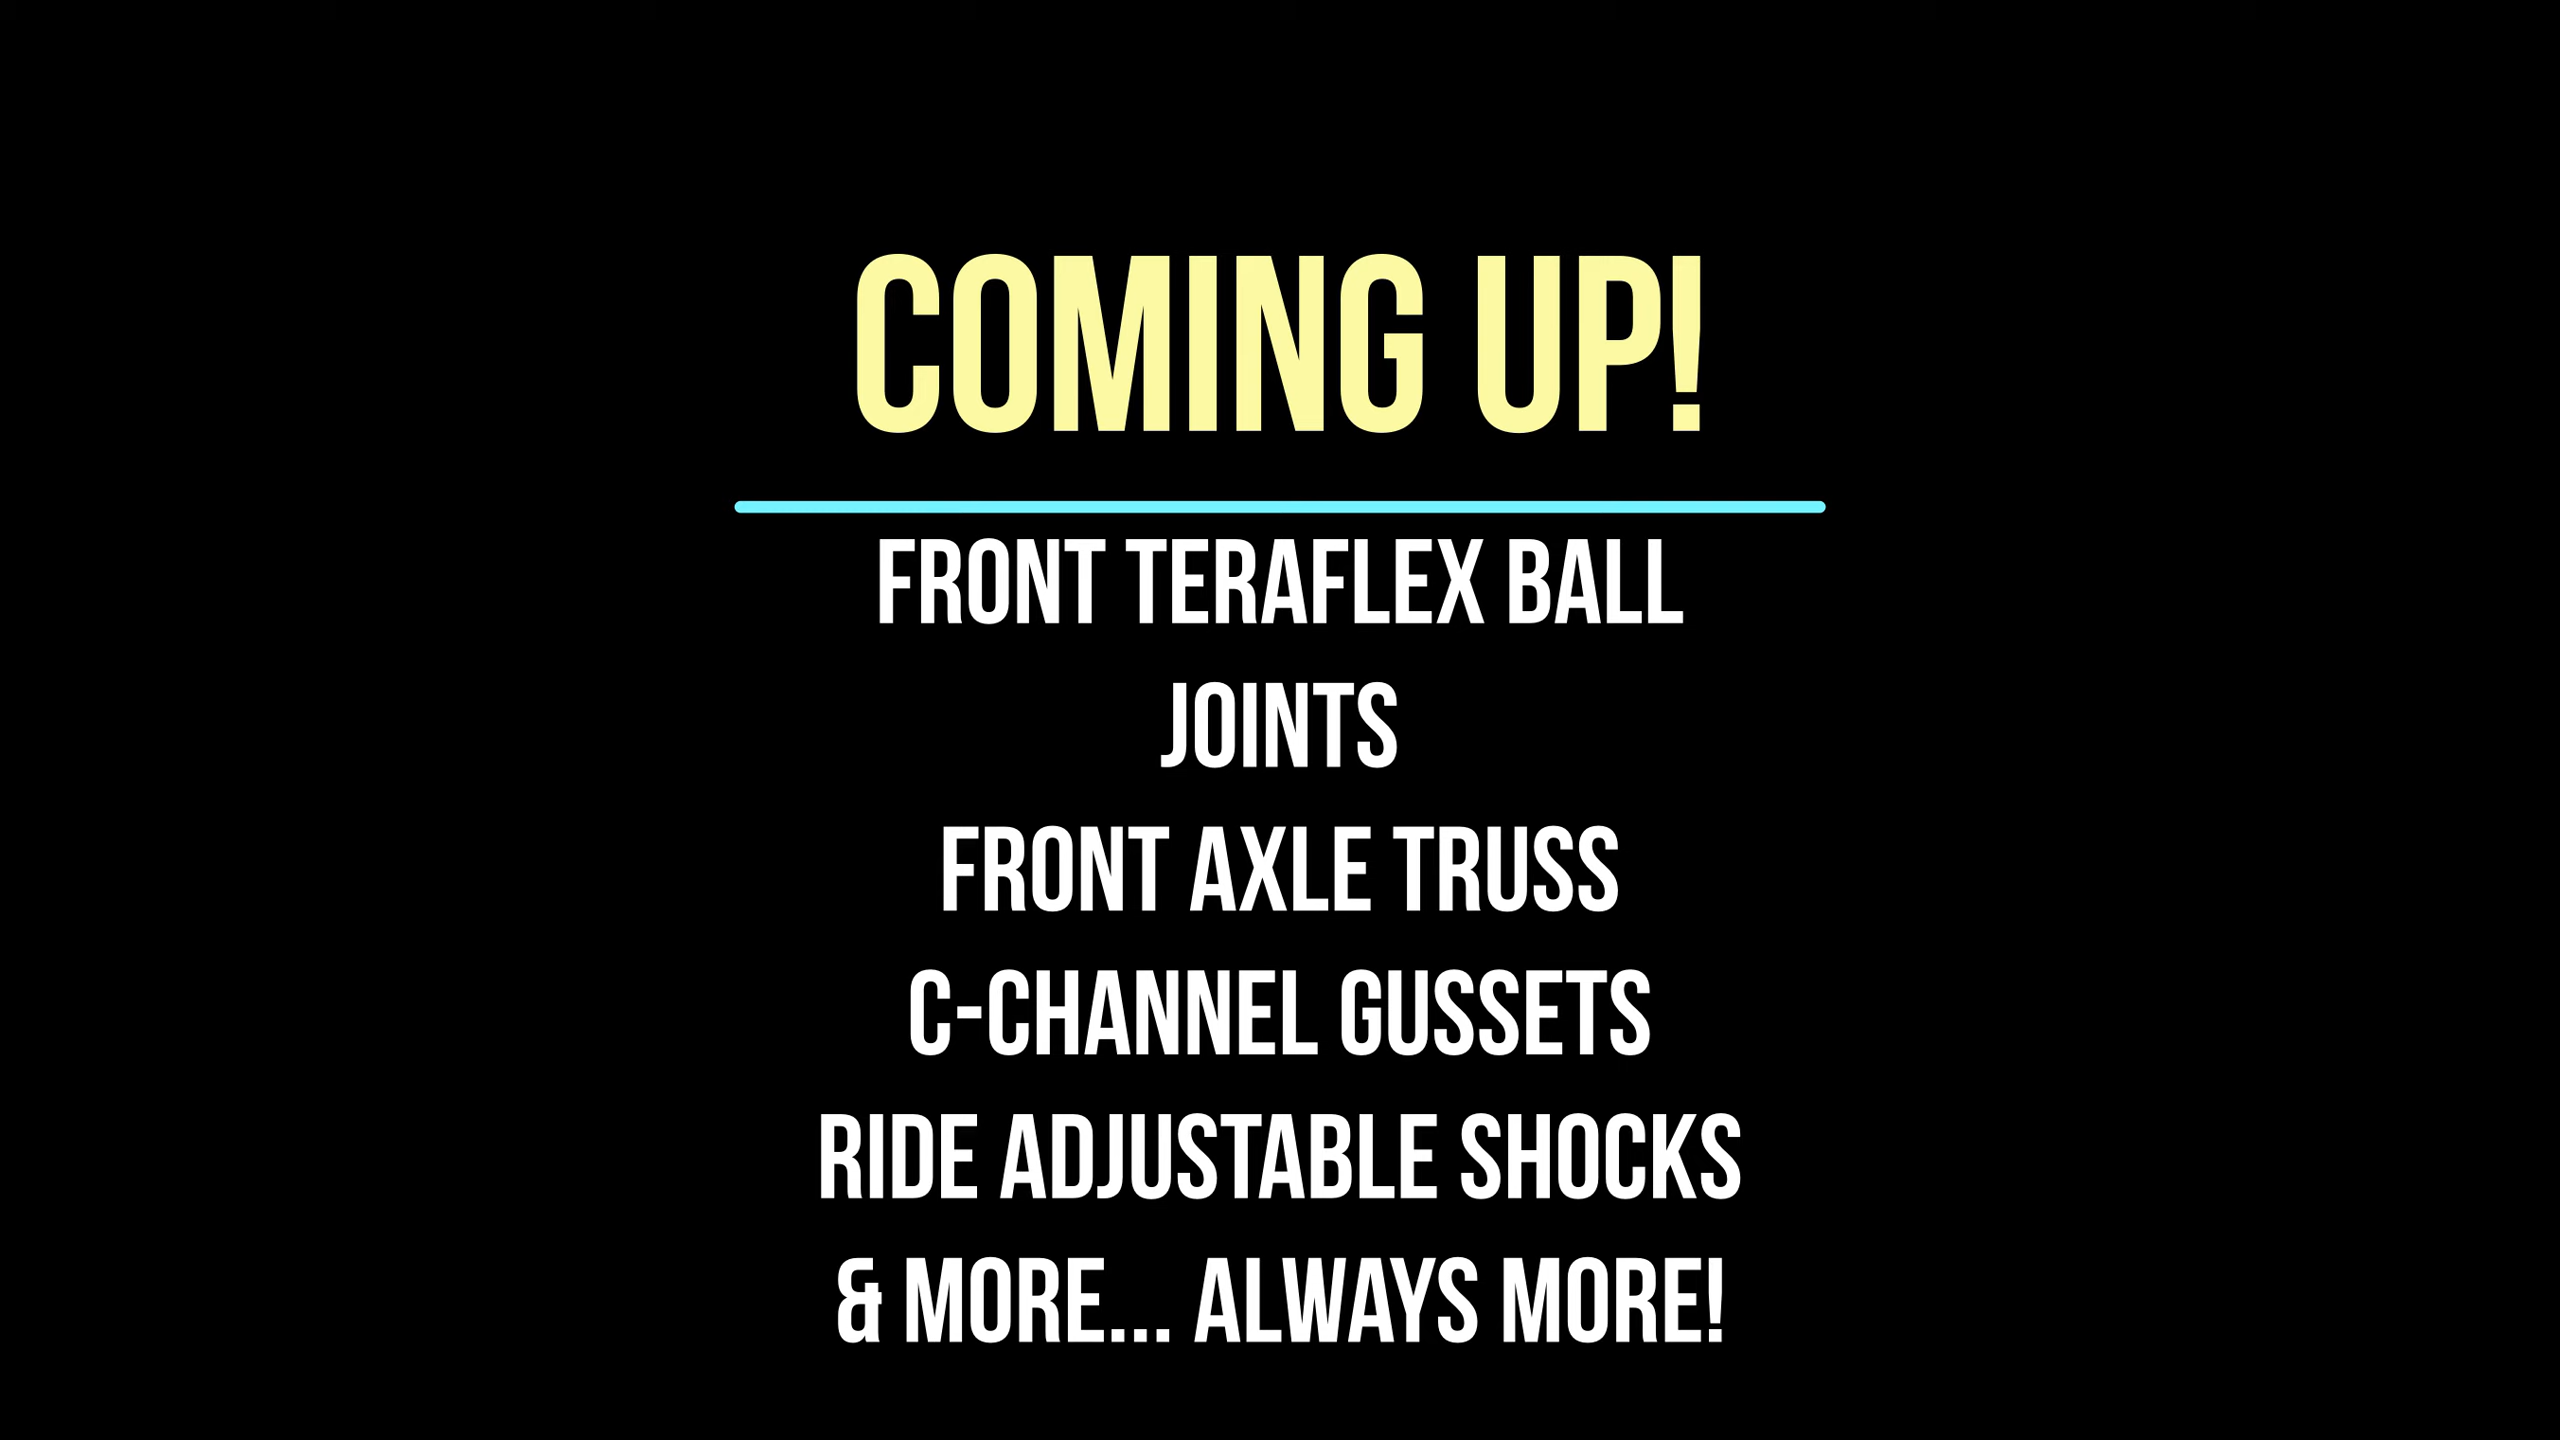 COMING UP!
FRONT TERAFLEX BALL
JOINTS
FRONT AXLE TRUSS
C-CHANNEL GUSSETS
RIDE ADJUSTABLE SHOCKS
& MORE... ALWAYS MORE!